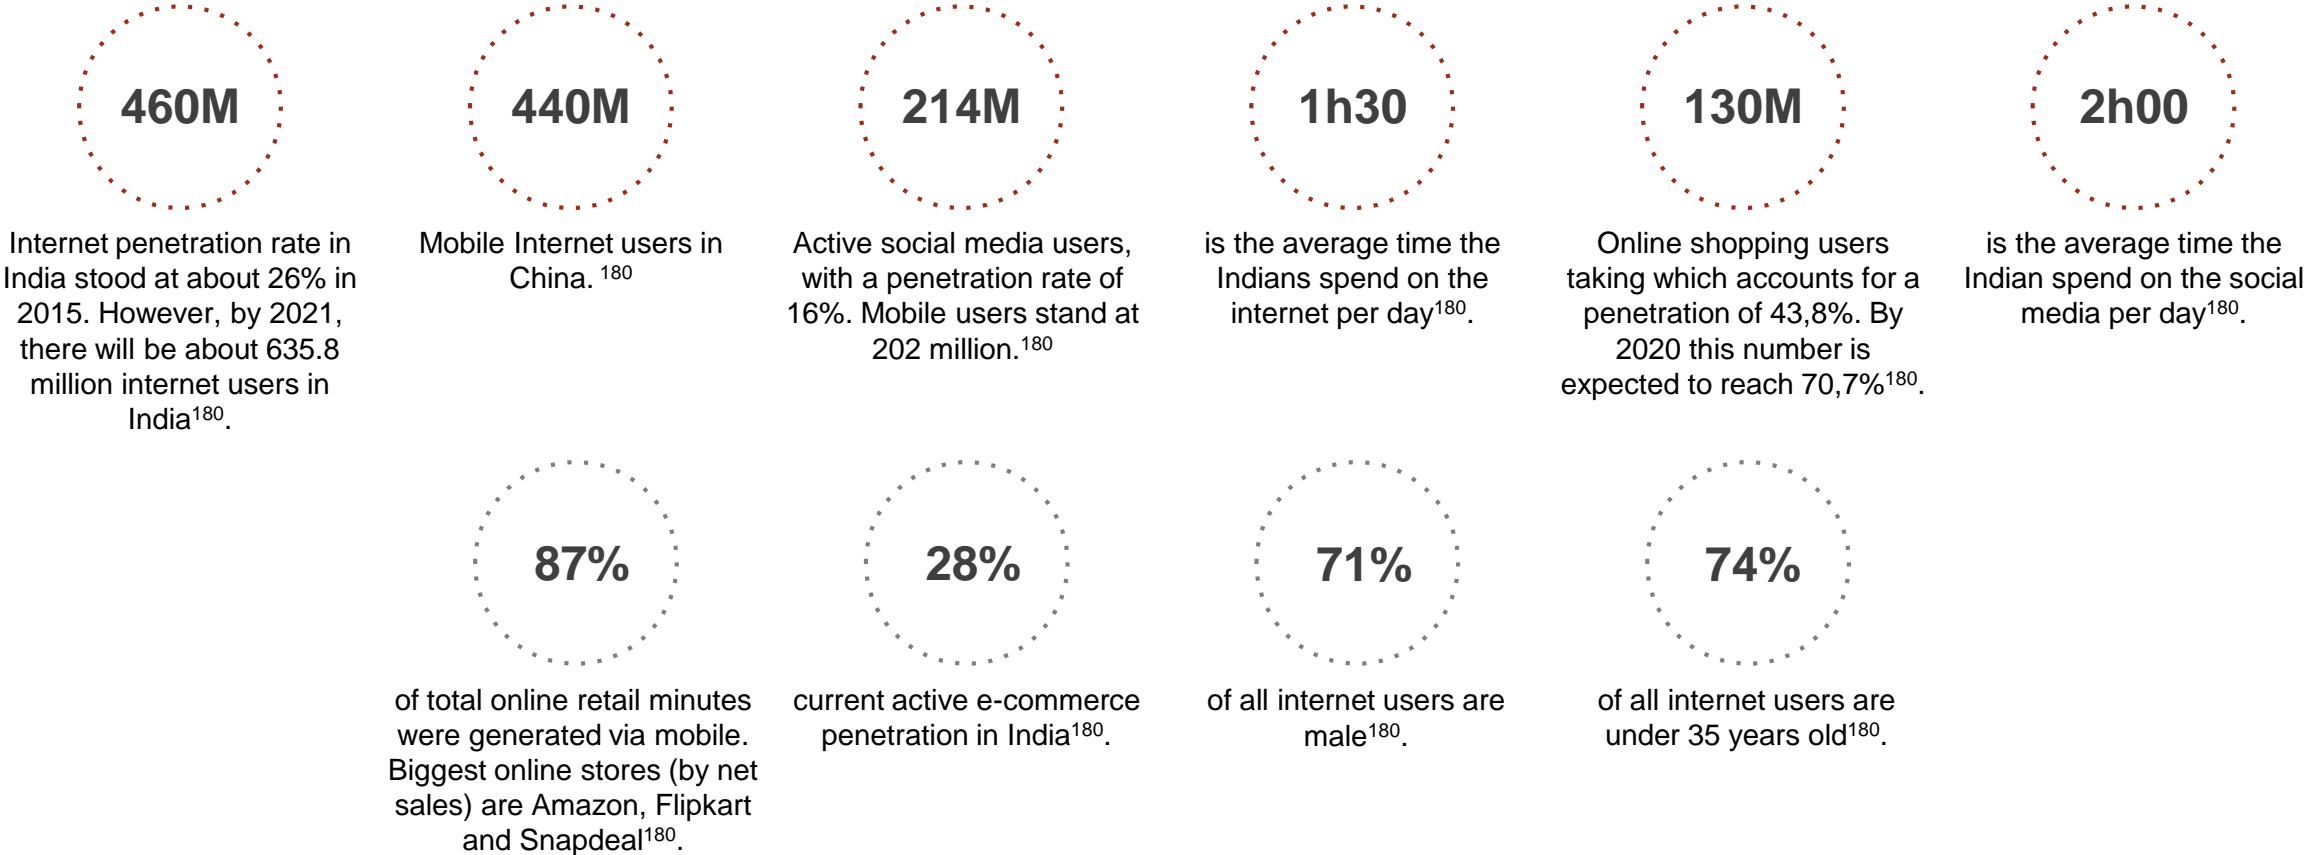 460M
Internet penetration rate in
India stood at about 26% in
2015. However, by 2021,
there will be about 635.8
million internet users in
India180.
440M
Mobile Internet users in
China. 180
214M
Active social media users,
with a penetration rate of
16%. Mobile users stand at
202 million.180
1h30
is the average time the
Indians spend on the
internet per day180.
130M
Online shopping users
taking which accounts for a
penetration of 43,8%. By
2020 this number is
expected to reach 70,7%180.
2h00
is the average time the
Indian spend on the social
media per day180.
87%
of total online retail minutes
were generated via mobile.
Biggest online stores (by net
sales) are Amazon, Flipkart
and Snapdeal180.
28%
current active e-commerce
penetration in India180.
71%
of all internet users are
male180.
74%
of all internet users are
under 35 years old180.